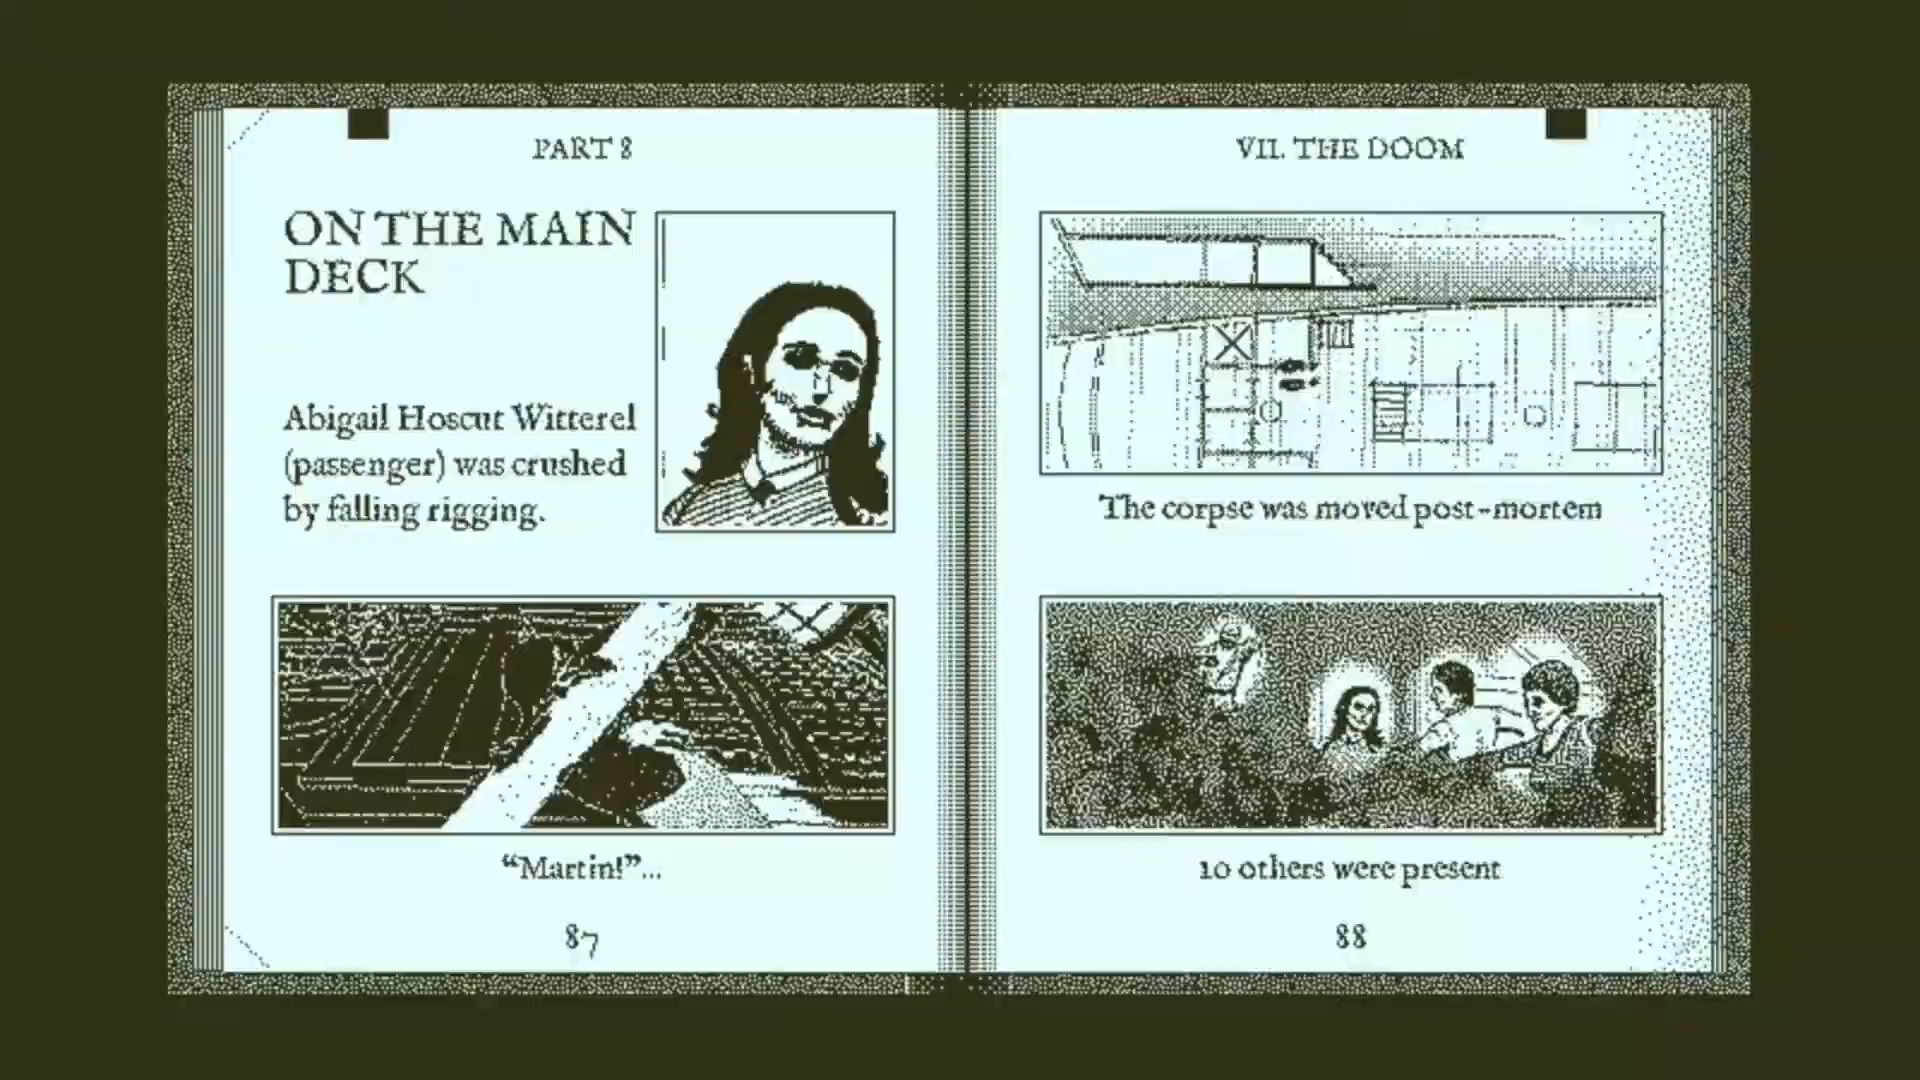 PART 8
ON THE MAIN
DECK
Abigail Hoscut Witterel
(passenger) was crushed
by falling rigging.
“Martin!”...
87
VII. THE DOOM
The corpse was moved post-mortem
10 others were present
88